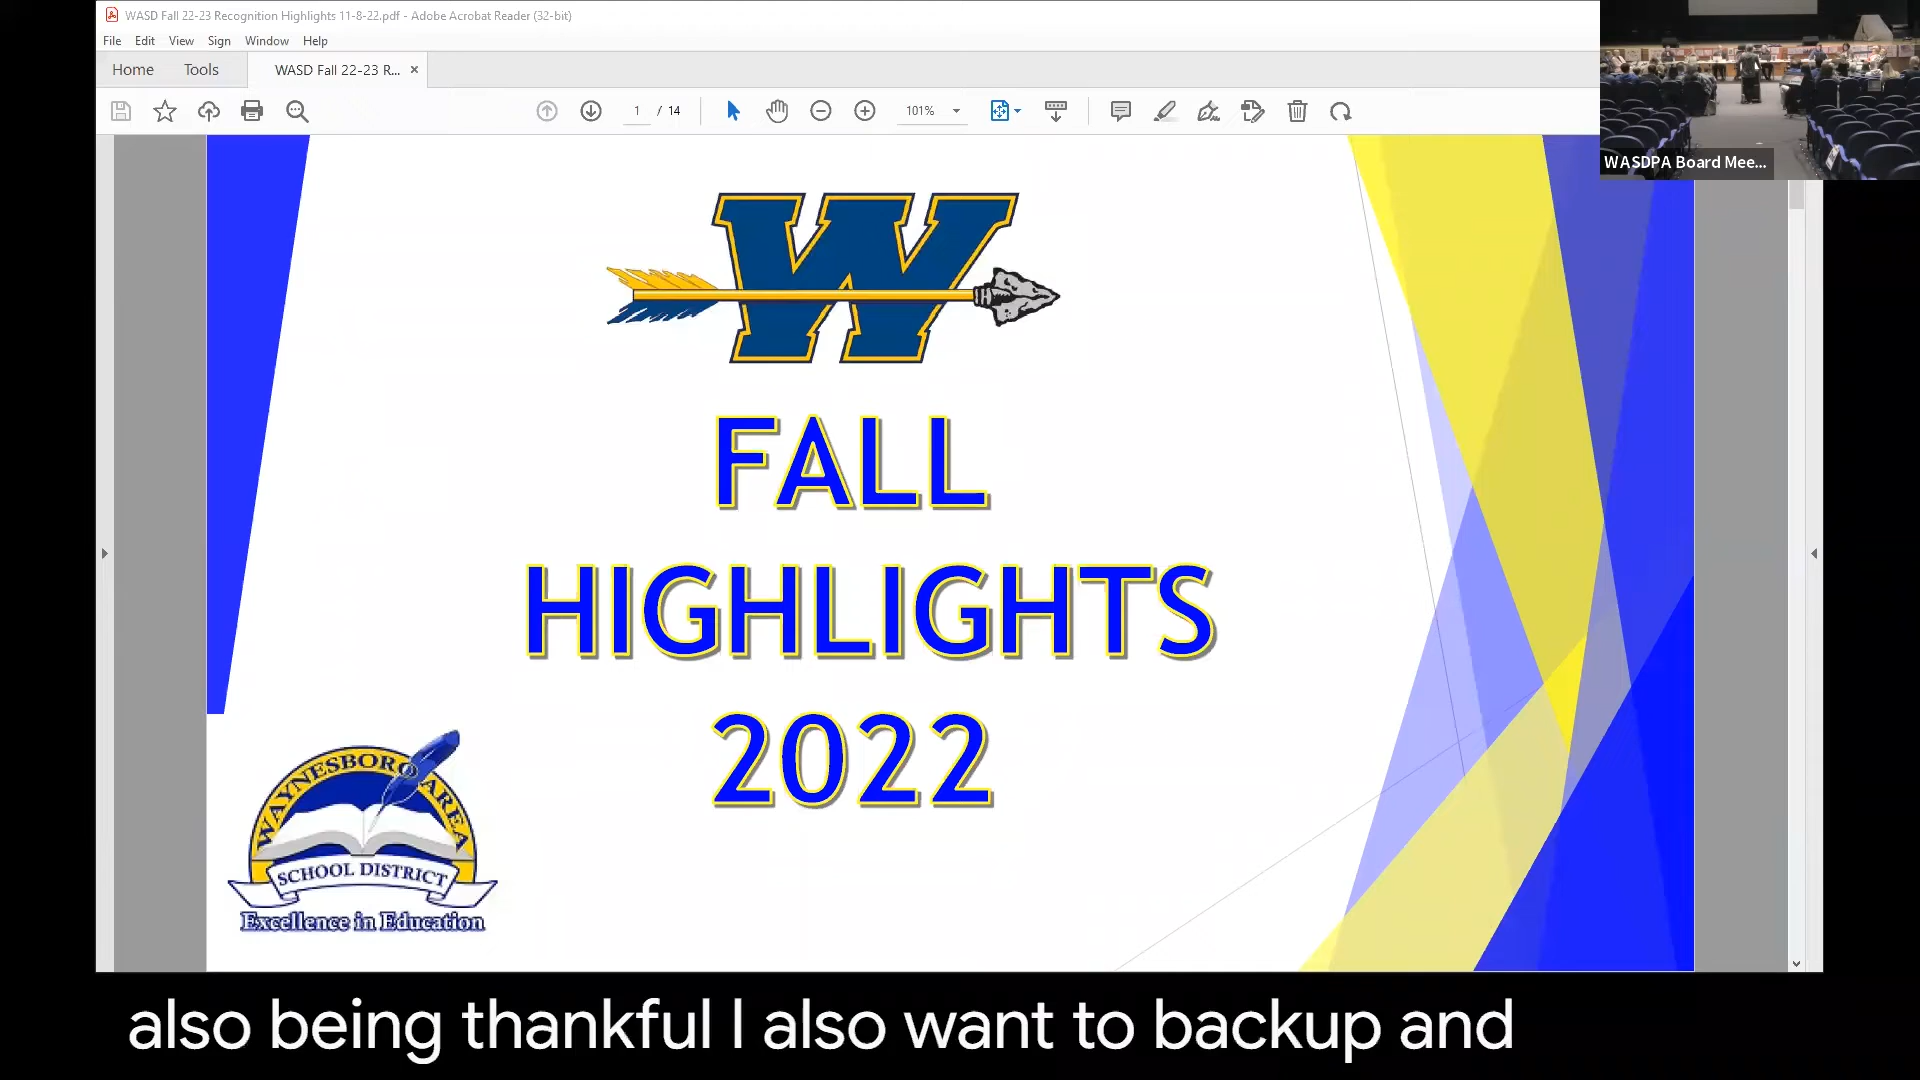 WASD Fall 22-23 Recognition Highlights 11-8-22.pdf - Adobe Acrobat Reader (32-bit)
File Edit View Sign Window Help
Home Tools WASD Fall 22-23 R... ×
1 / 14 101%
WASDPA Board Mee...
W
FALL
HIGHLIGHTS
2022
WAYNESBORO AREA
SCHOOL DISTRICT
Excellence in Education
also being thankful I also want to backup and